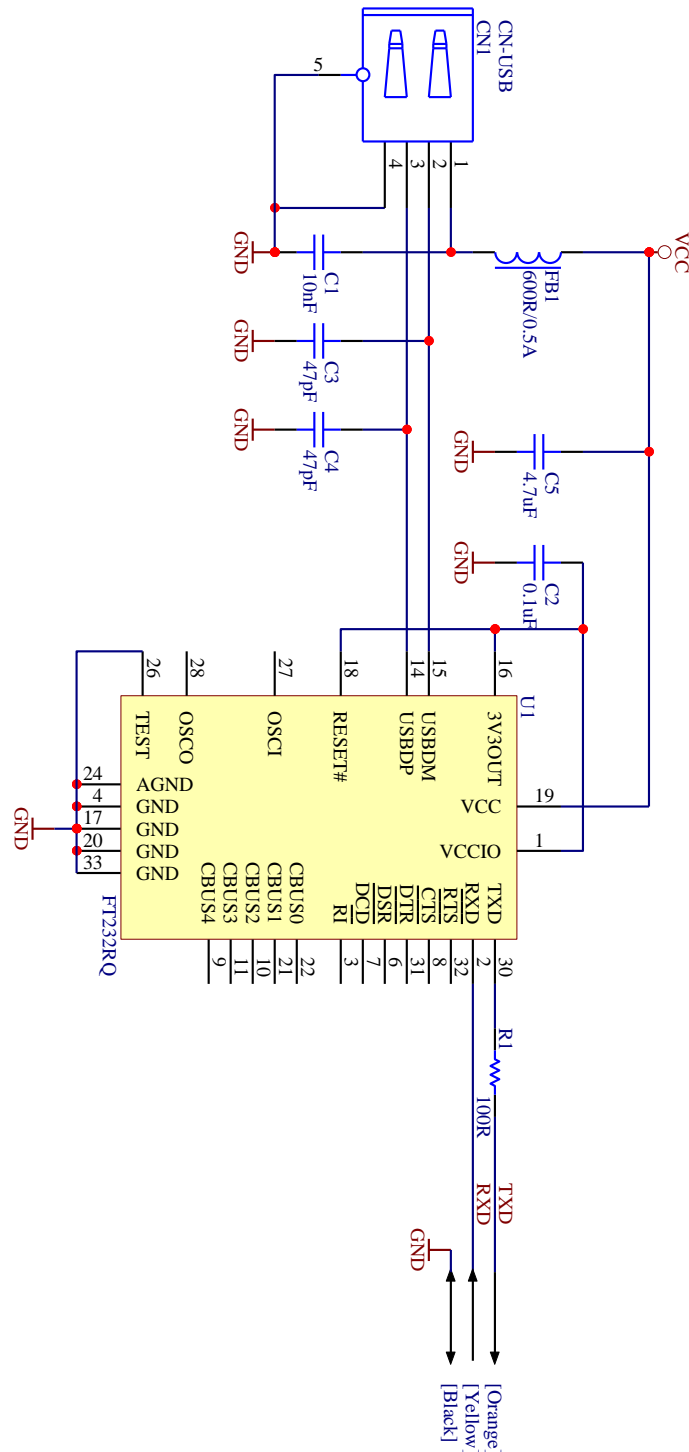 CN-USB
CN1
5
4
3
2
1
VCC
FB1
600R/0.5A
GND
C1
10nF
GND
C3
47pF
GND
C4
47pF
GND
C5
4.7uF
GND
C2
0.1uF
U1
26
28
27
18
14
15
16
TEST
OSCO
OSCI
RESET#
USBDP
USBDM
3V3OUT
24
AGND
4
GND
17
GND
20
GND
33
GND
GND
VCC
19
VCCIO
1
FT232RQ
CBUS4
CBUS3
CBUS2
CBUS1
CBUS0
RI
DCD
DSR
DTR
CTS
RTS
RXD
TXD
9
11
10
21
22
3
7
6
31
8
32
2
30
R1
100R
TXD
RXD
GND
[Orange]
[Yellow]
[Black]